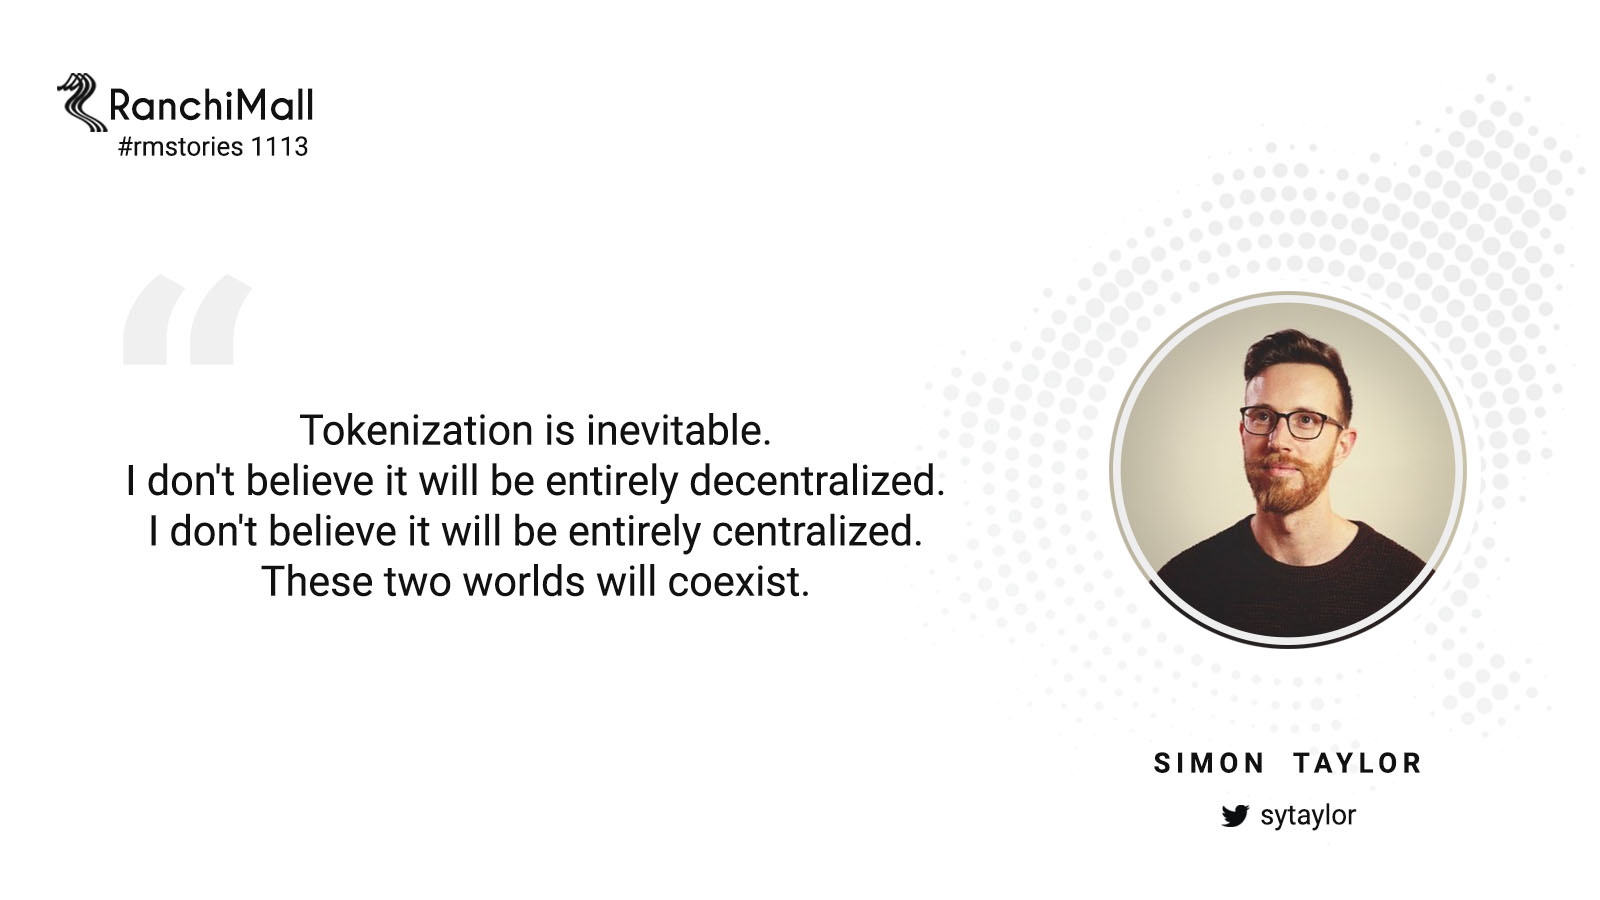 RanchiMall
#rmstories 1113
“
Tokenization is inevitable.
I don't believe it will be entirely decentralized.
I don't believe it will be entirely centralized.
These two worlds will coexist.
SIMON TAYLOR
sytaylor